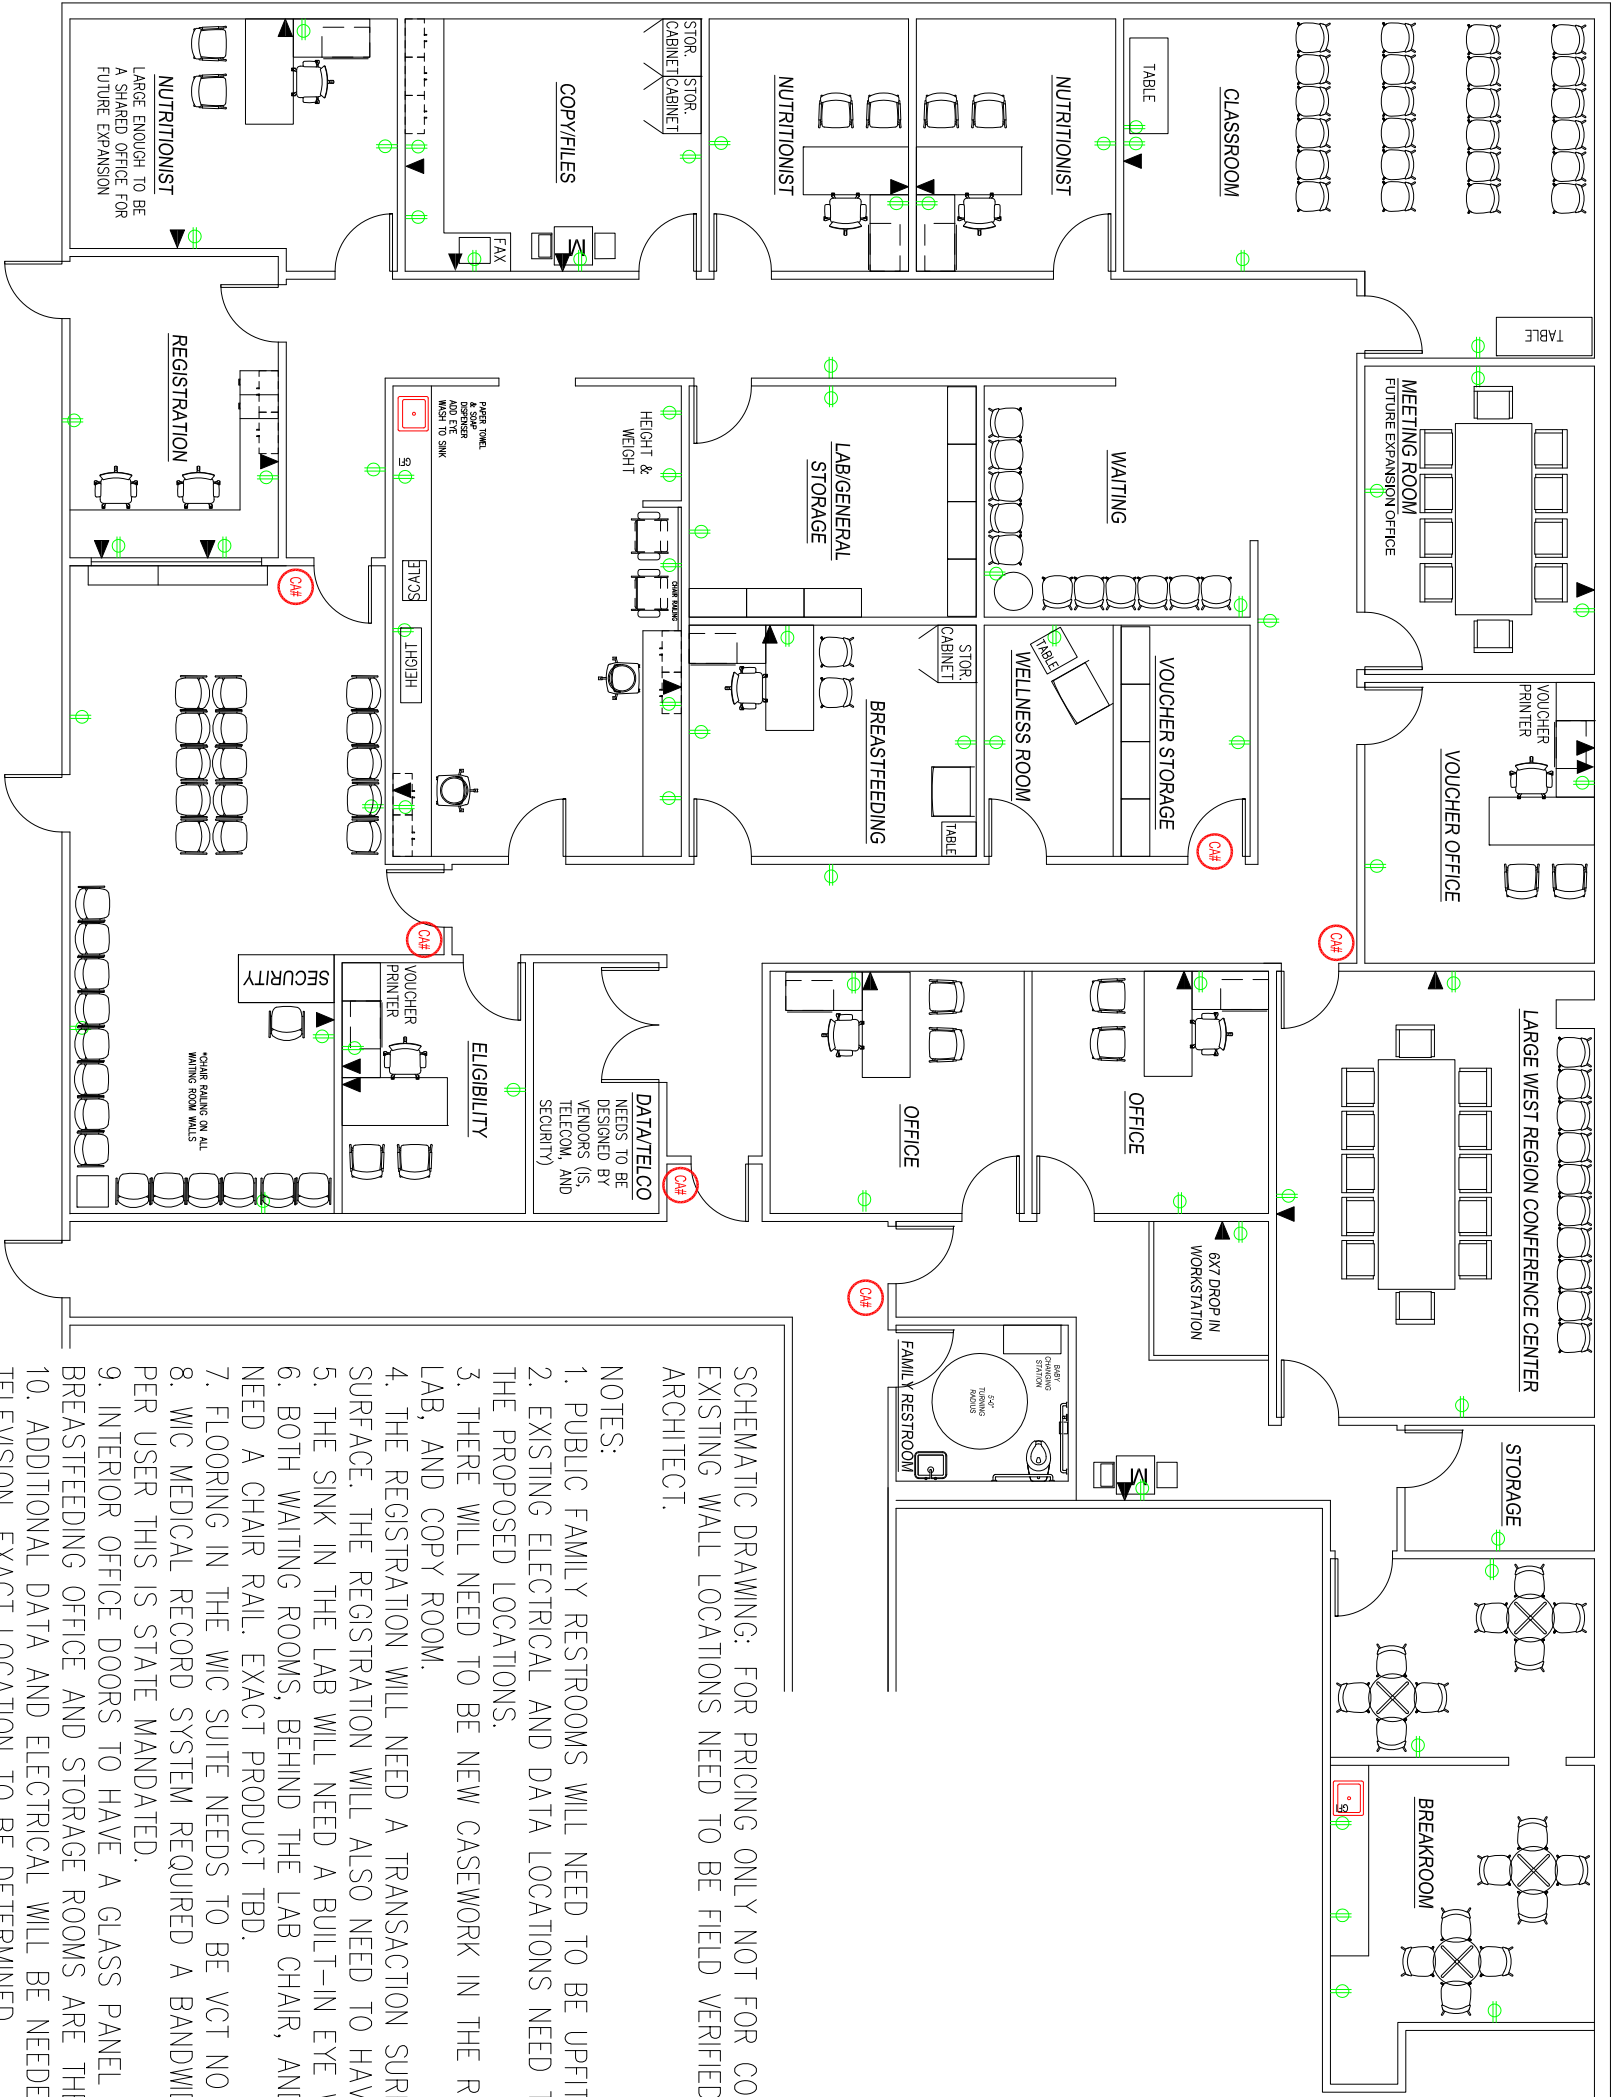 CLASSROOM
TABLE
TABLE
NUTRITIONIST
NUTRITIONIST
COPY/FILES
STOR.
CABINET
STOR.
CABINET
FAX
NUTRITIONIST
LARGE ENOUGH TO BE
A SHARED OFFICE FOR
FUTURE EXPANSION
REGISTRATION
MEETING ROOM
FUTURE EXPANSION OFFICE
WAITING
LAB/GENERAL
STORAGE
HEIGHT &
WEIGHT
PAPER TOWEL
& SOAP
DISPENSER
ADD EYE
WASH TO SINK
GFI
SCALE
HEIGHT
CHAIR RAILING
CA#
VOUCHER
PRINTER
VOUCHER OFFICE
VOUCHER STORAGE
WELLNESS ROOM
TABLE
STOR.
CABINET
BREASTFEEDING
TABLE
CA#
CA#
CA#
LARGE WEST REGION CONFERENCE CENTER
OFFICE
OFFICE
DATA/TELCO
NEEDS TO BE
DESIGNED BY
VENDORS (IS,
TELECOM, AND
SECURITY)
ELIGIBILITY
VOUCHER
PRINTER
SECURITY
*CHAIR RAILING ON ALL
WAITING ROOM WALLS
CA#
CA#
6X7 DROP IN
WORKSTATION
BABY
CHANGING
STATION
5'-0"
TURNING
RADIUS
FAMILY RESTROOM
M
M
STORAGE
BREAKROOM
SCHEMATIC DRAWING: FOR PRICING ONLY NOT FOR CO
EXISTING WALL LOCATIONS NEED TO BE FIELD VERIFIED
ARCHITECT.
NOTES:
1. PUBLIC FAMILY RESTROOMS WILL NEED TO BE UPFIT
2. EXISTING ELECTRICAL AND DATA LOCATIONS NEED T
THE PROPOSED LOCATIONS.
3. THERE WILL NEED TO BE NEW CASEWORK IN THE R
LAB, AND COPY ROOM.
4. THE REGISTRATION WILL NEED A TRANSACTION SUR
SURFACE. THE REGISTRATION WILL ALSO NEED TO HAV
5. THE SINK IN THE LAB WILL NEED A BUILT-IN EYE
6. BOTH WAITING ROOMS, BEHIND THE LAB CHAIR, AND
NEED A CHAIR RAIL. EXACT PRODUCT TBD.
7. FLOORING IN THE WIC SUITE NEEDS TO BE VCT NO
8. WIC MEDICAL RECORD SYSTEM REQUIRED A BANDWI
PER USER THIS IS STATE MANDATED.
9. INTERIOR OFFICE DOORS TO HAVE A GLASS PANEL
BREASTFEEDING OFFICE AND STORAGE ROOMS ARE THE
10. ADDITIONAL DATA AND ELECTRICAL WILL BE NEEDE
TELEVISION. EXACT LOCATION TO BE DETERMINED